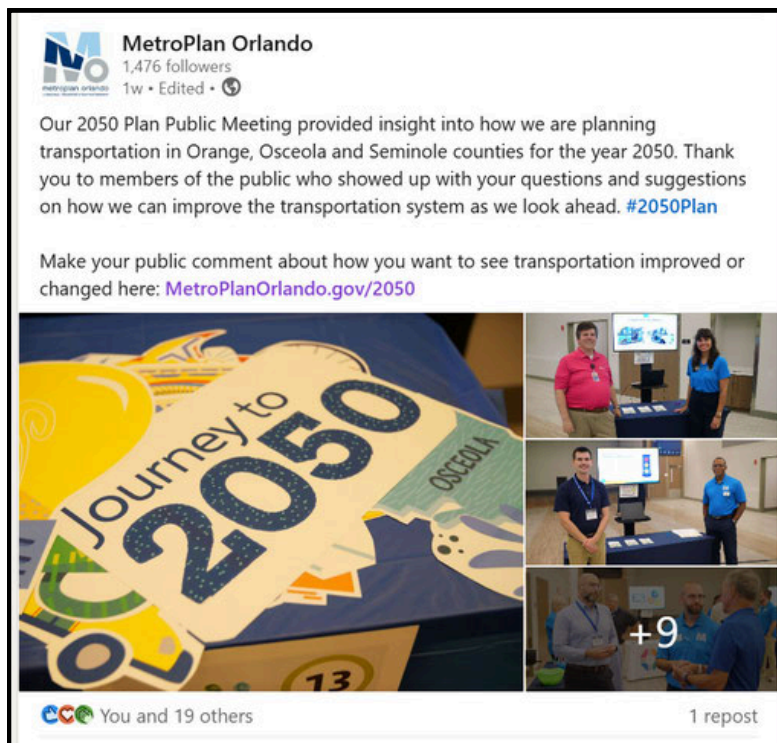 MetroPlan Orlando
1,476 followers
1w • Edited •
metroplan orlando
Our 2050 Plan Public Meeting provided insight into how we are planning
transportation in Orange, Osceola and Seminole counties for the year 2050. Thank
you to members of the public who showed up with your questions and suggestions
on how we can improve the transportation system as we look ahead. #2050Plan
Make your public comment about how you want to see transportation improved or
changed here: MetroPlanOrlando.gov/2050
Journey to
2050
OSCEOLA
13
+9
You and 19 others
1 repost